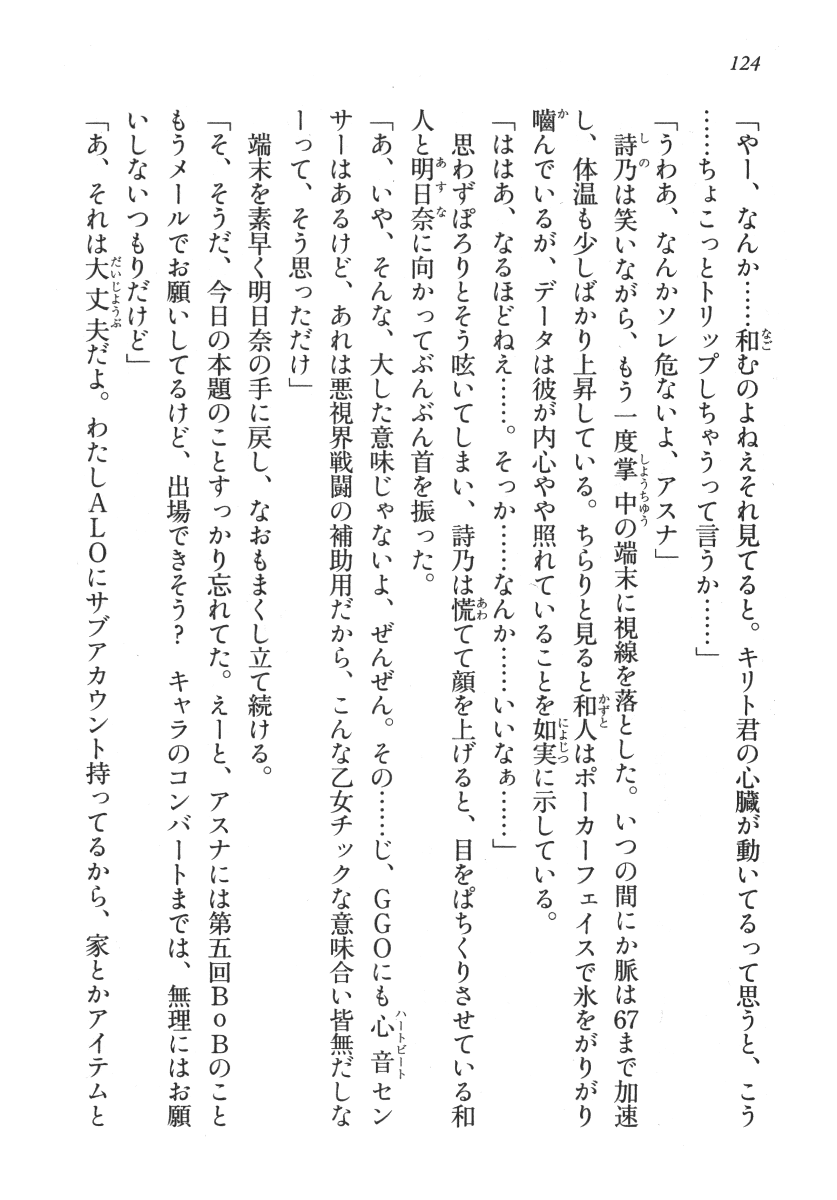 124
「やー、なんか……和むのよねえそれ見てると。キリト君の心臓が動いてるって思うと、こう
……ちょこっとトリップしちゃうって言うか……」
「うわあ、なんかソレ危ないよ、アスナ」
　詩乃は笑いながら、もう一度掌中の端末に視線を落とした。いつの間にか脈は67まで加速
し、体温も少しばかり上昇している。ちらりと見ると和人はポーカーフェイスで氷をがりがり
嚙んでいるが、データは彼が内心やや照れていることを如実に示している。
「ははあ、なるほどねえ……。そっか……なんか……いいなぁ……」
　思わずぽろりとそう呟いてしまい、詩乃は慌てて顔を上げると、目をぱちくりさせている和
人と明日奈に向かってぶんぶん首を振った。
「あ、いや、そんな、大した意味じゃないよ、ぜんぜん。その……じ、GGOにも心音セン
サーはあるけど、あれは悪視界戦闘の補助用だから、こんな乙女チックな意味合い皆無だしな
ーって、そう思っただけ」
　端末を素早く明日奈の手に戻し、なおもまくし立て続ける。
「そ、そうだ、今日の本題のことすっかり忘れてた。えーと、アスナには第五回BoBのこと
もうメールでお願いしてるけど、出場できそう？　キャラのコンバートまでは、無理にはお願
いしないつもりだけど」
「あ、それは大丈夫だよ。わたしALOにサブアカウント持ってるから、家とかアイテムと